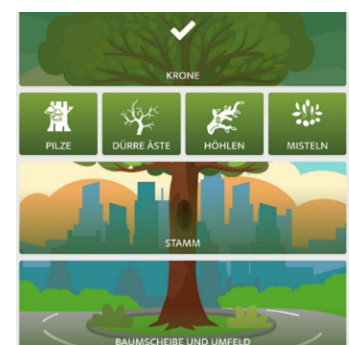 KRONE
PILZE
DÜRRE ÄSTE
HÖHLEN
MISTELN
STAMM
BAUMSCHEIBE UND UMFELD